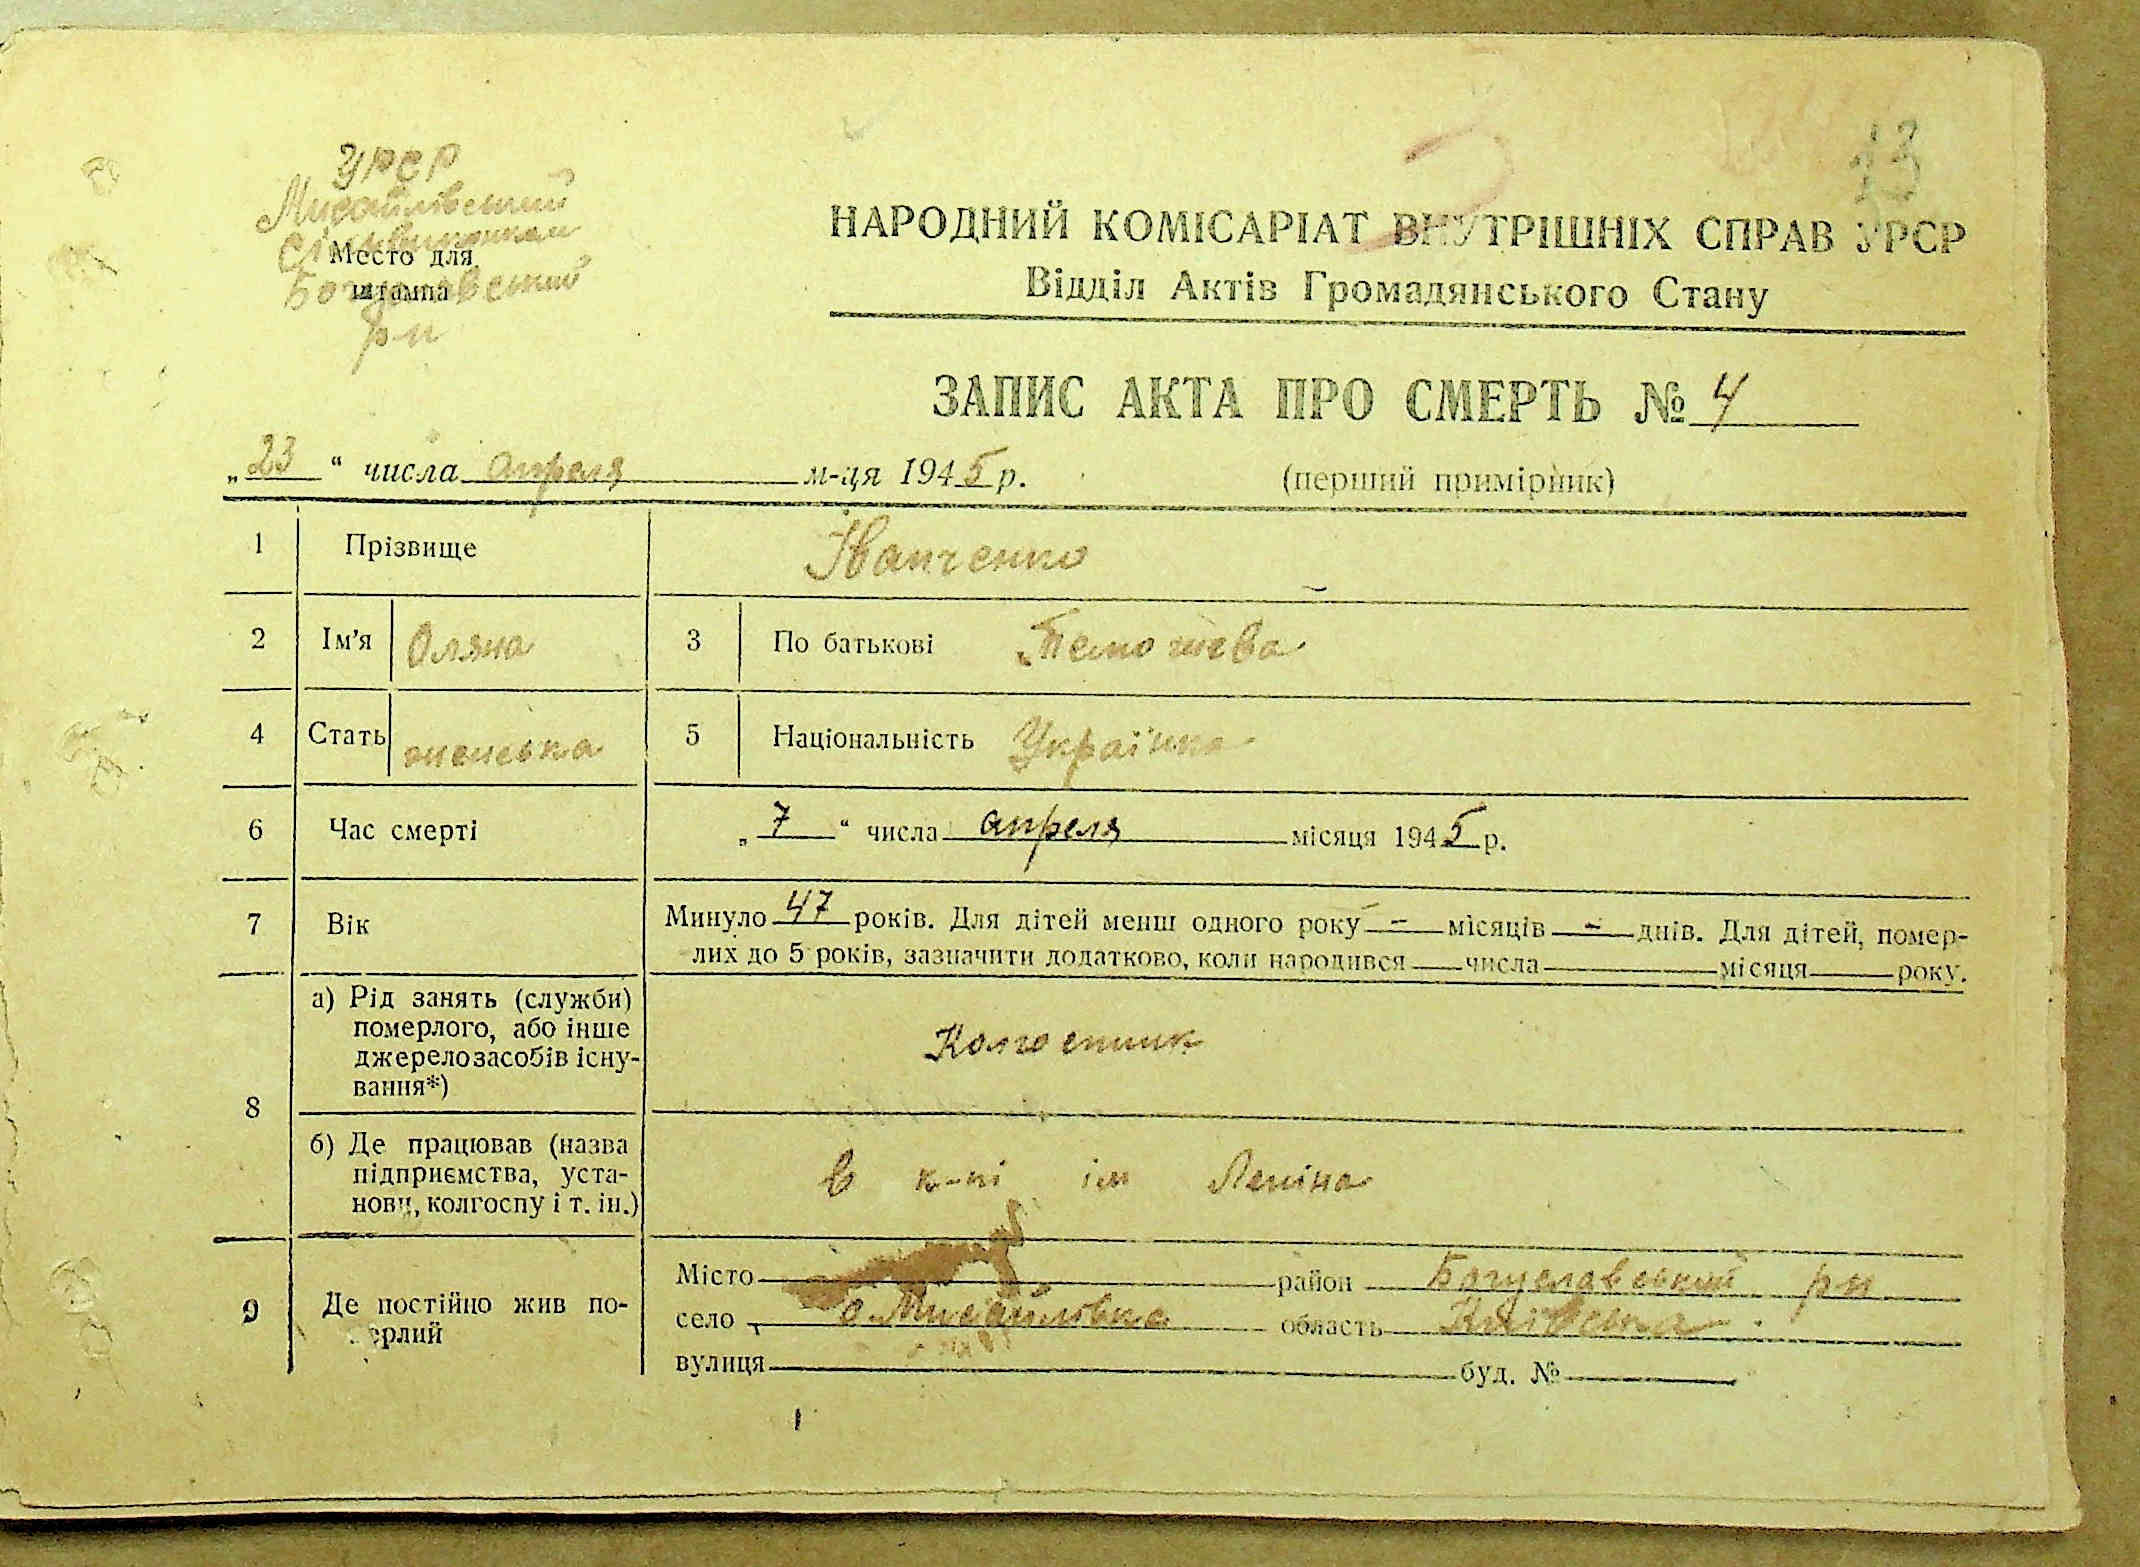 13
УРСР
Мисайлівський
сільвиконком
Богуславський
р-н
Место для
штампа
НАРОДНИЙ КОМІСАРІАТ ВНУТРІШНІХ СПРАВ УРСР
Відділ Актів Громадянського Стану
ЗАПИС АКТА ПРО СМЕРТЬ № 4
„23“ числа апреля м-ця 1945 р. (перший примірник)
1 Прізвище Іванченко
2 Ім'я Оляна 3 По батькові
4 Стать женська 5 Національність Українка
6 Час смерті „7“ числа апреля місяця 1945 р.
7 Вік Минуло 47 років. Для дітей менш одного року - місяців - днів. Для дітей, помер-
лих до 5 років, зазначити додатково, коли народився числа місяця року.
8 а) Рід занять (служби)
померлого, або інше
джерело засобів існу-
вання*)
Колгоспник
б) Де працював (назва
підприємства, уста-
нови, колгоспу і т. ін.)
в к-пі ім Леніна
9 Де постійно жив по-
ерлий
Місто район Богуславський р-н
село с. Мисайлівка область Київська
вулиця буд. №